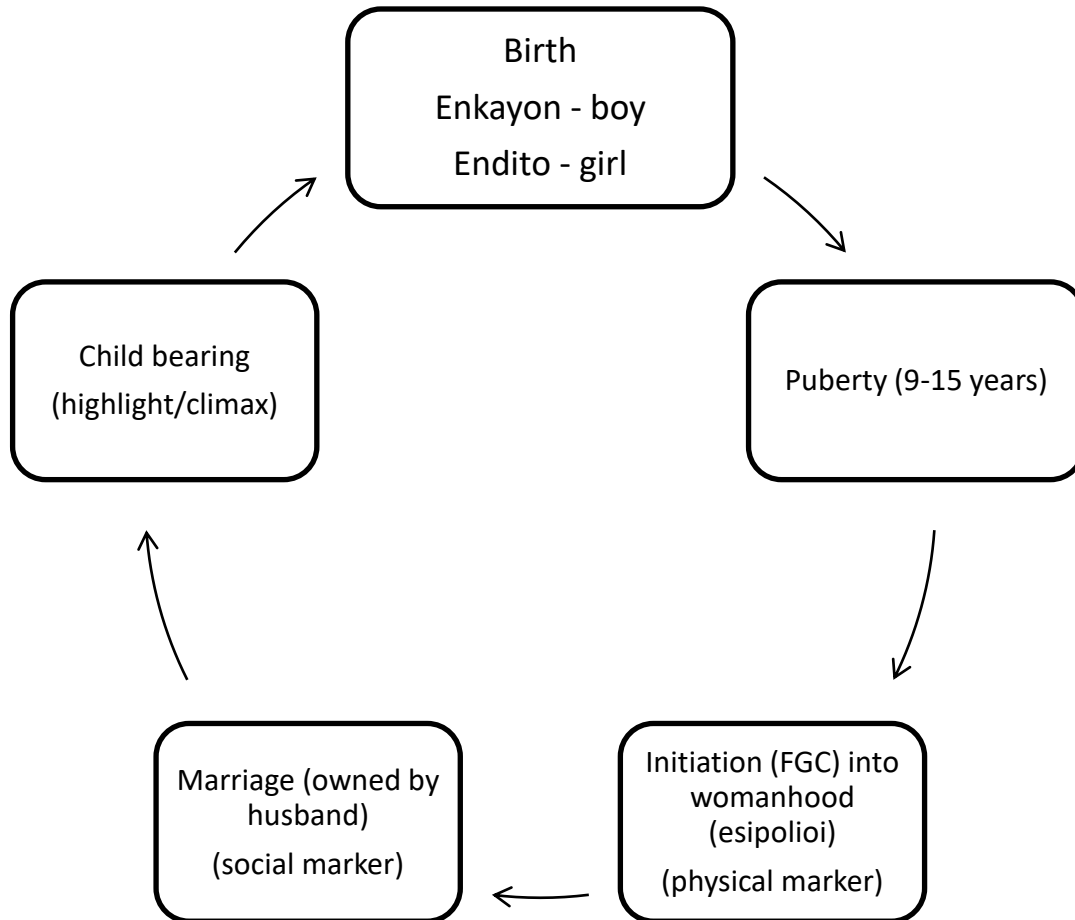 Birth
Enkayon - boy
Endito - girl
Puberty (9-15 years)
Initiation (FGC) into
womanhood
(esipolioi)
(physical marker)
Marriage (owned by
husband)
(social marker)
Child bearing
(highlight/climax)